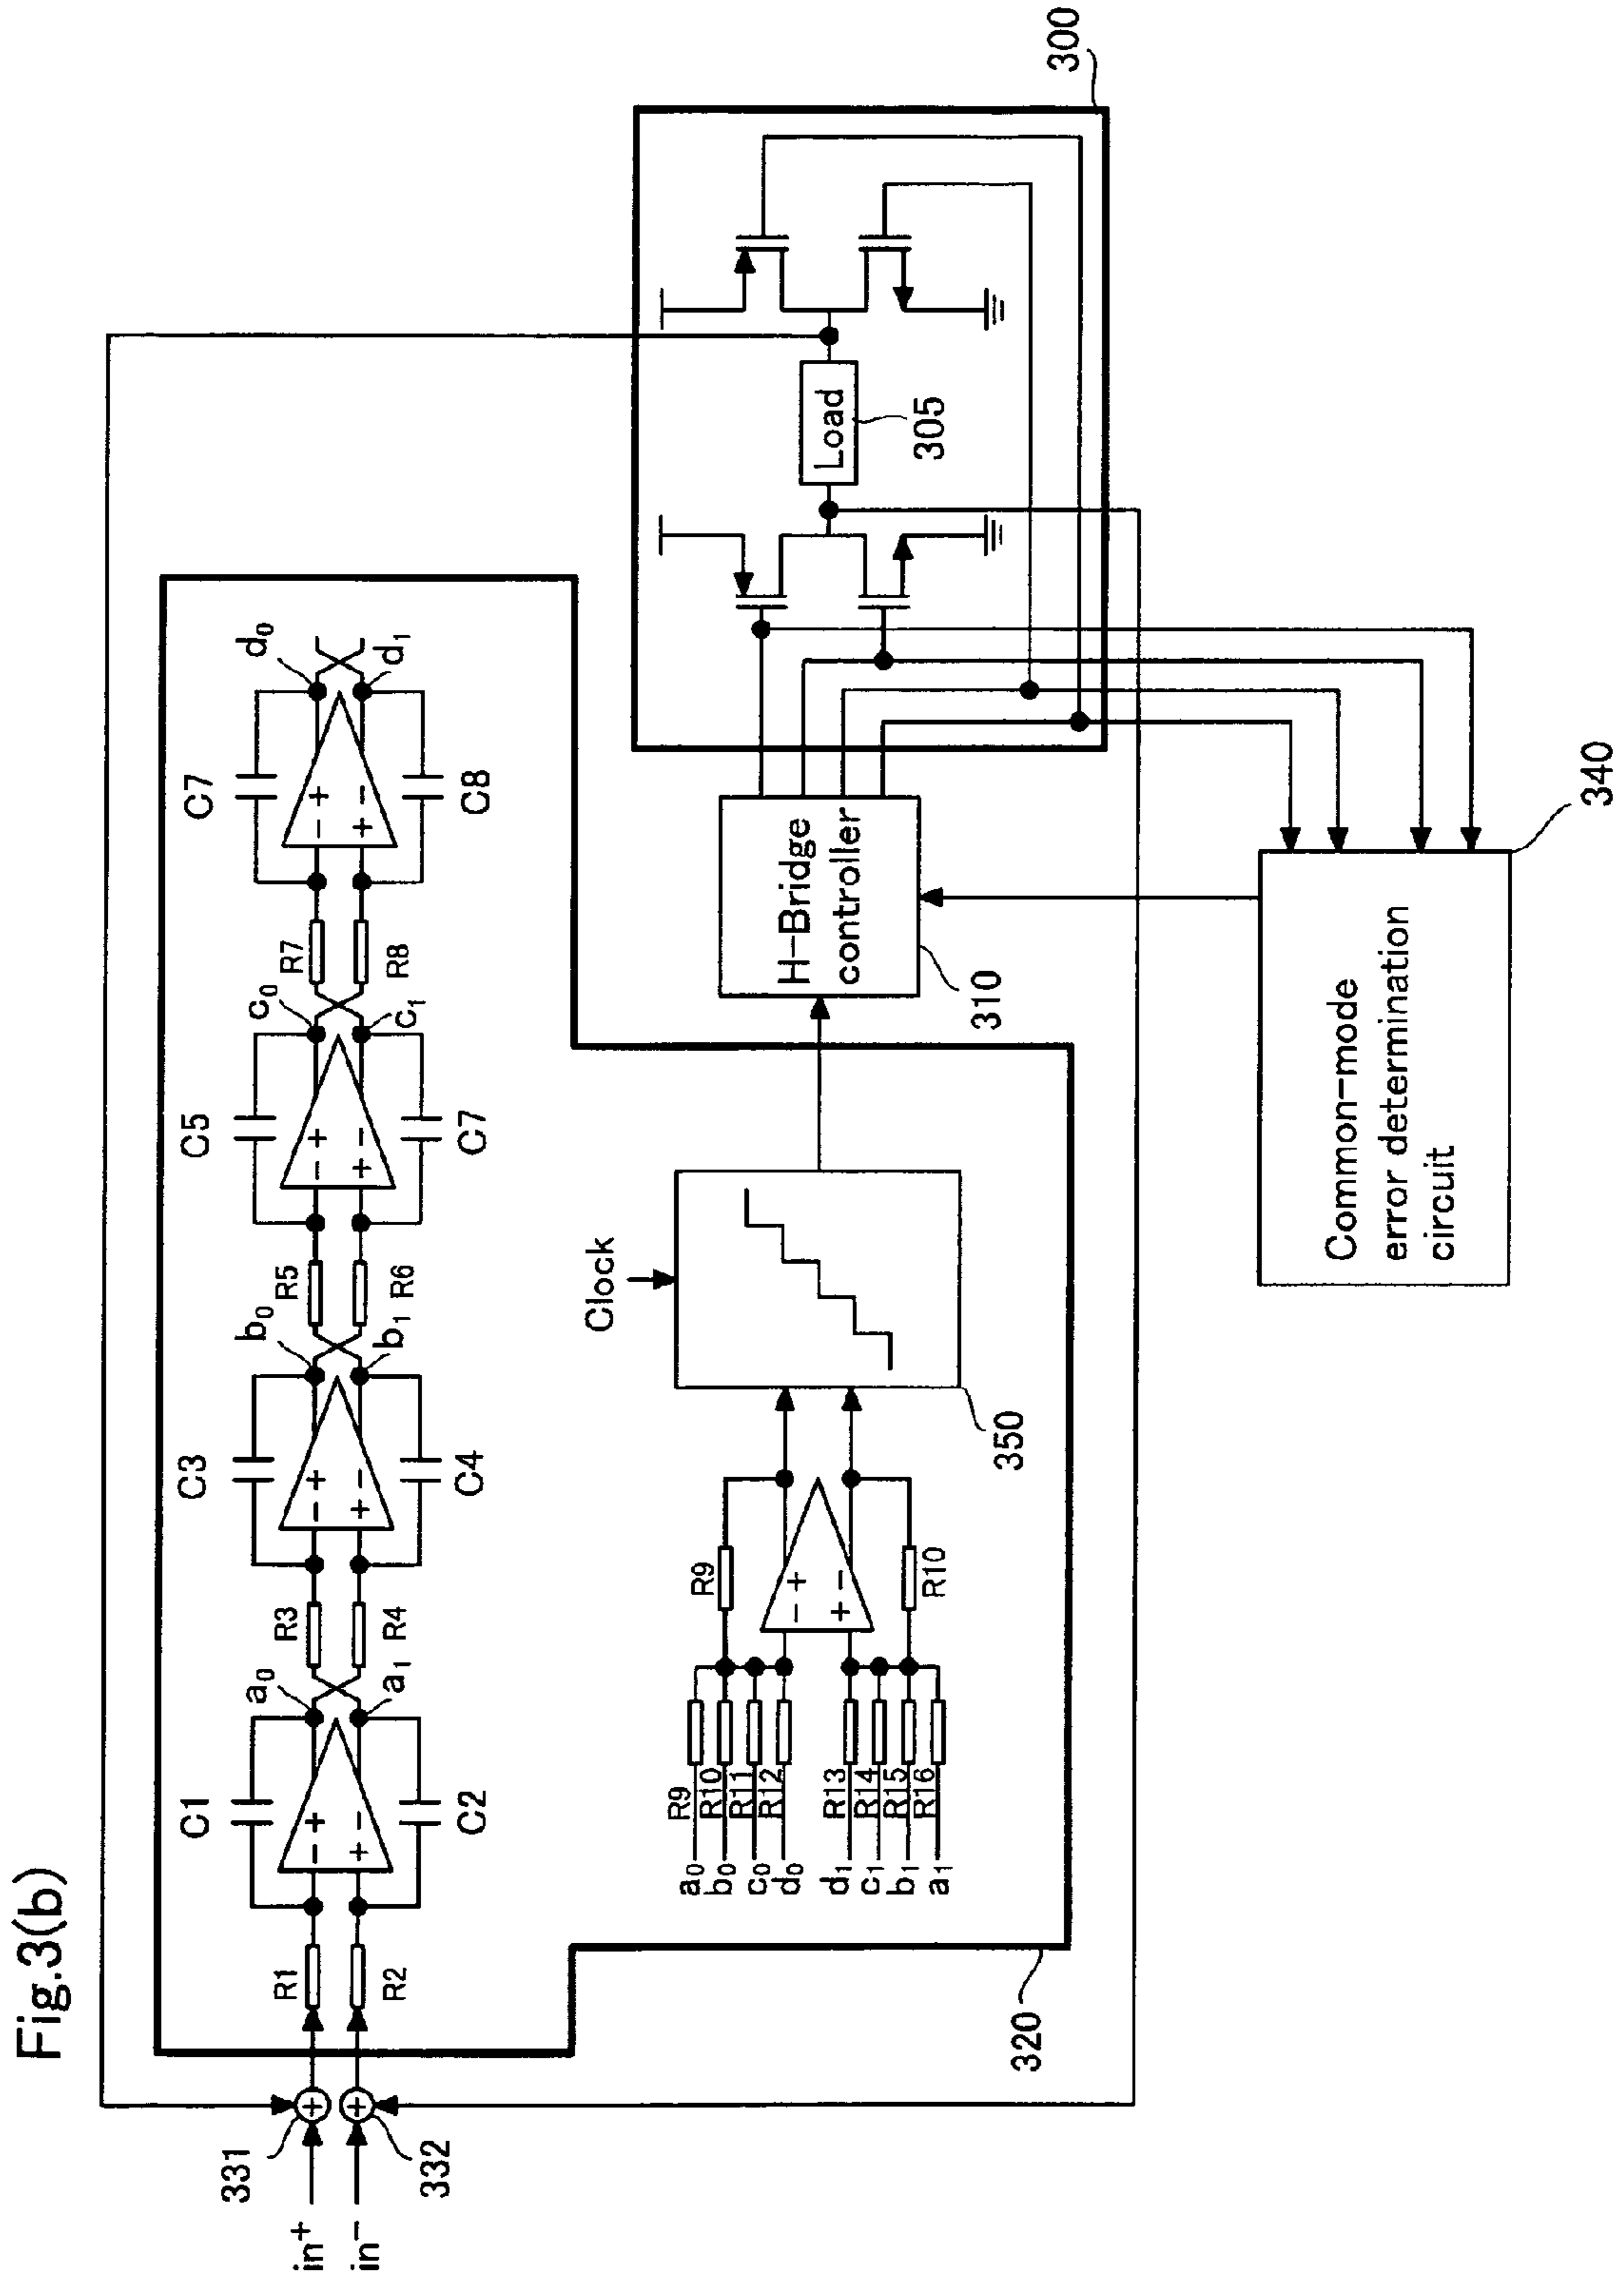 Fig.3(b)
in+
in−
331
332
R1
R2
C1
C2
− +
+ −
a0
a1
R3
R4
C3
C4
− +
+ −
b0
b1
R5
R6
C5
C7
− +
+ −
c0
c1
R7
R8
C7
C8
− +
+ −
d0
d1
320
a0
b0
c0
d0
d1
c1
b1
a1
R9
R10
R11
R12
R13
R14
R15
R16
R9
R10
− +
+ −
Clock
350
H-Bridge
controller
310
Load
305
300
Common-mode
error determination
circuit
340